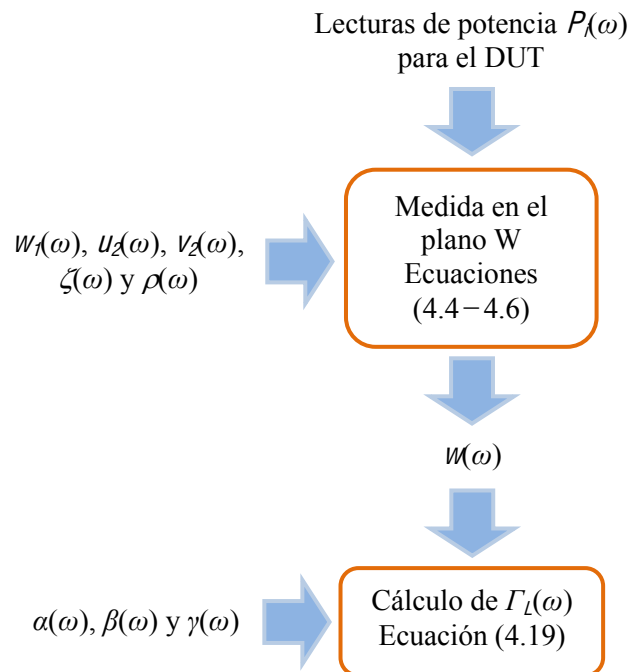 Lecturas de potencia Pᵢ(ω)
para el DUT
Medida en el
plano W
Ecuaciones
(4.4−4.6)
w₁(ω), u₂(ω), v₂(ω),
ζ(ω) y ρ(ω)
w(ω)
Cálculo de Γ_L(ω)
Ecuación (4.19)
α(ω), β(ω) y γ(ω)